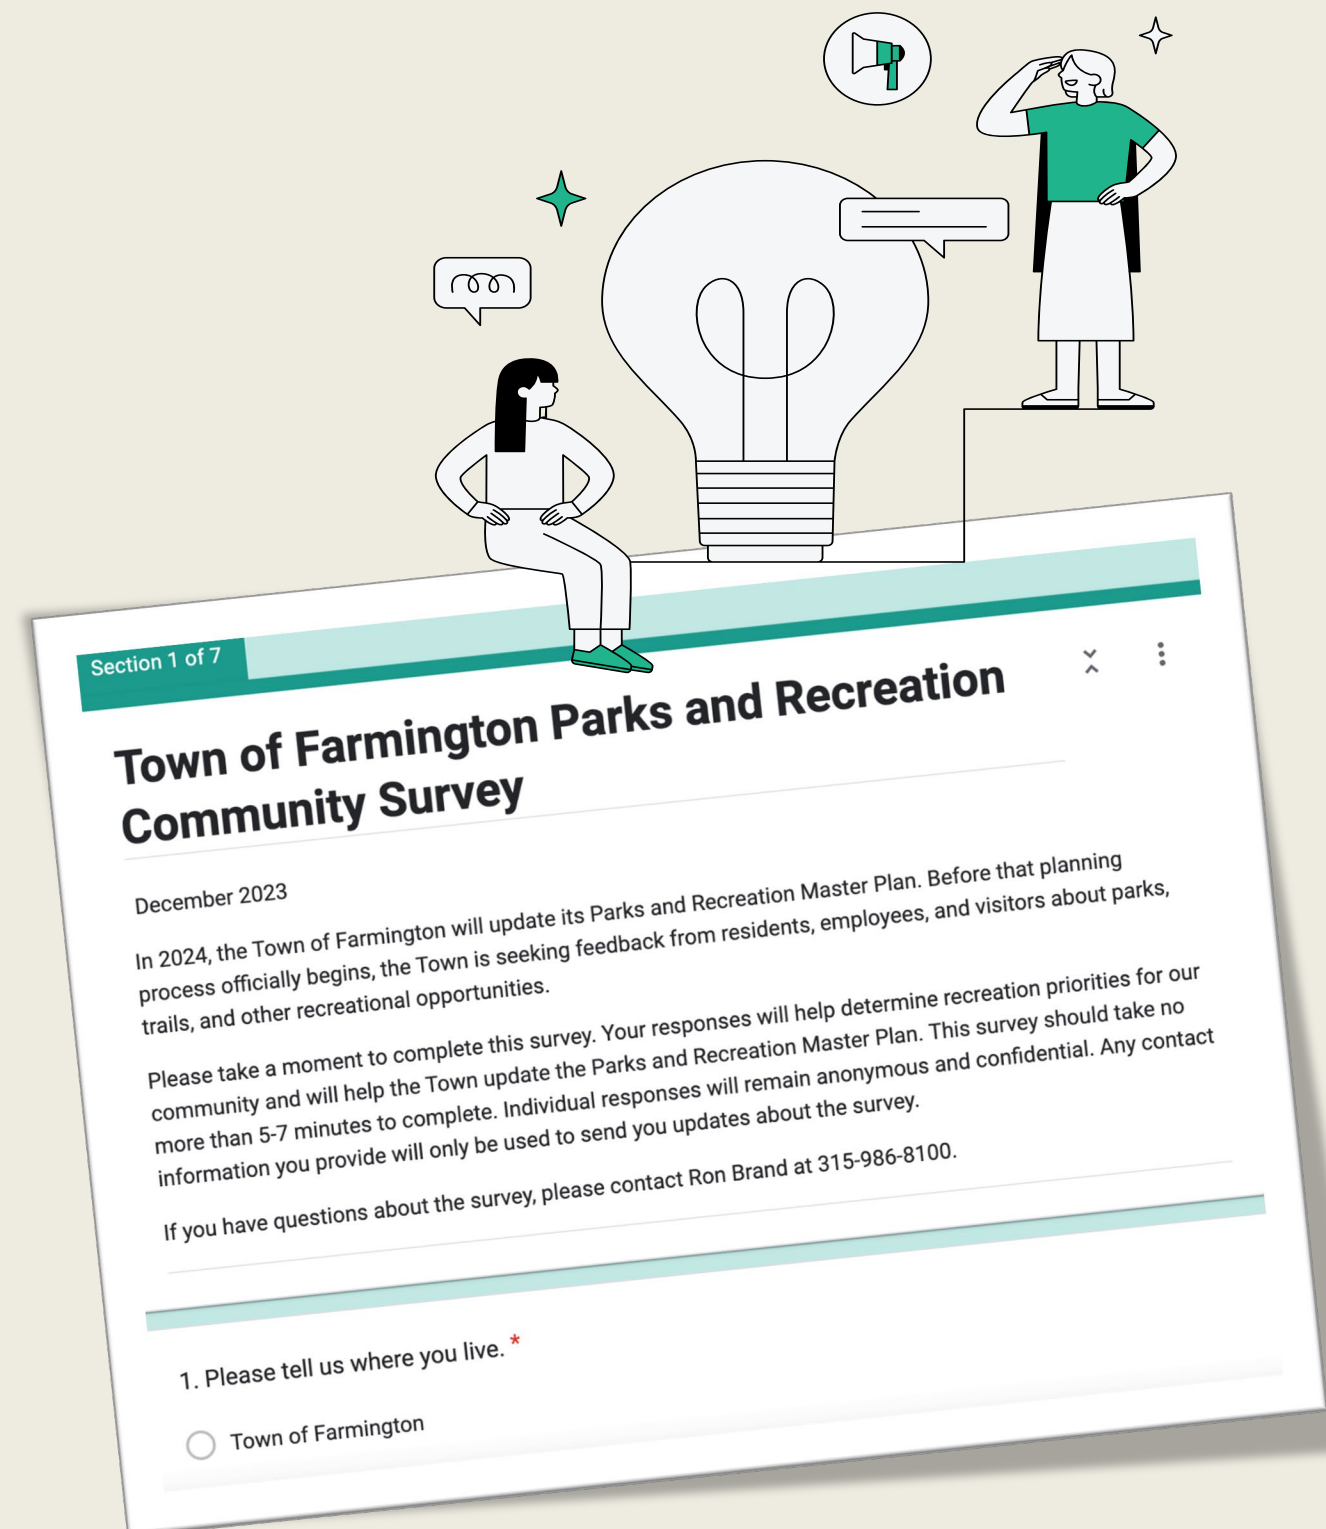 Section 1 of 7
Town of Farmington Parks and Recreation
Community Survey
December 2023
In 2024, the Town of Farmington will update its Parks and Recreation Master Plan. Before that planning
process officially begins, the Town is seeking feedback from residents, employees, and visitors about parks,
trails, and other recreational opportunities.
Please take a moment to complete this survey. Your responses will help determine recreation priorities for our
community and will help the Town update the Parks and Recreation Master Plan. This survey should take no
more than 5-7 minutes to complete. Individual responses will remain anonymous and confidential. Any contact
information you provide will only be used to send you updates about the survey.
If you have questions about the survey, please contact Ron Brand at 315-986-8100.
1. Please tell us where you live. *
Town of Farmington